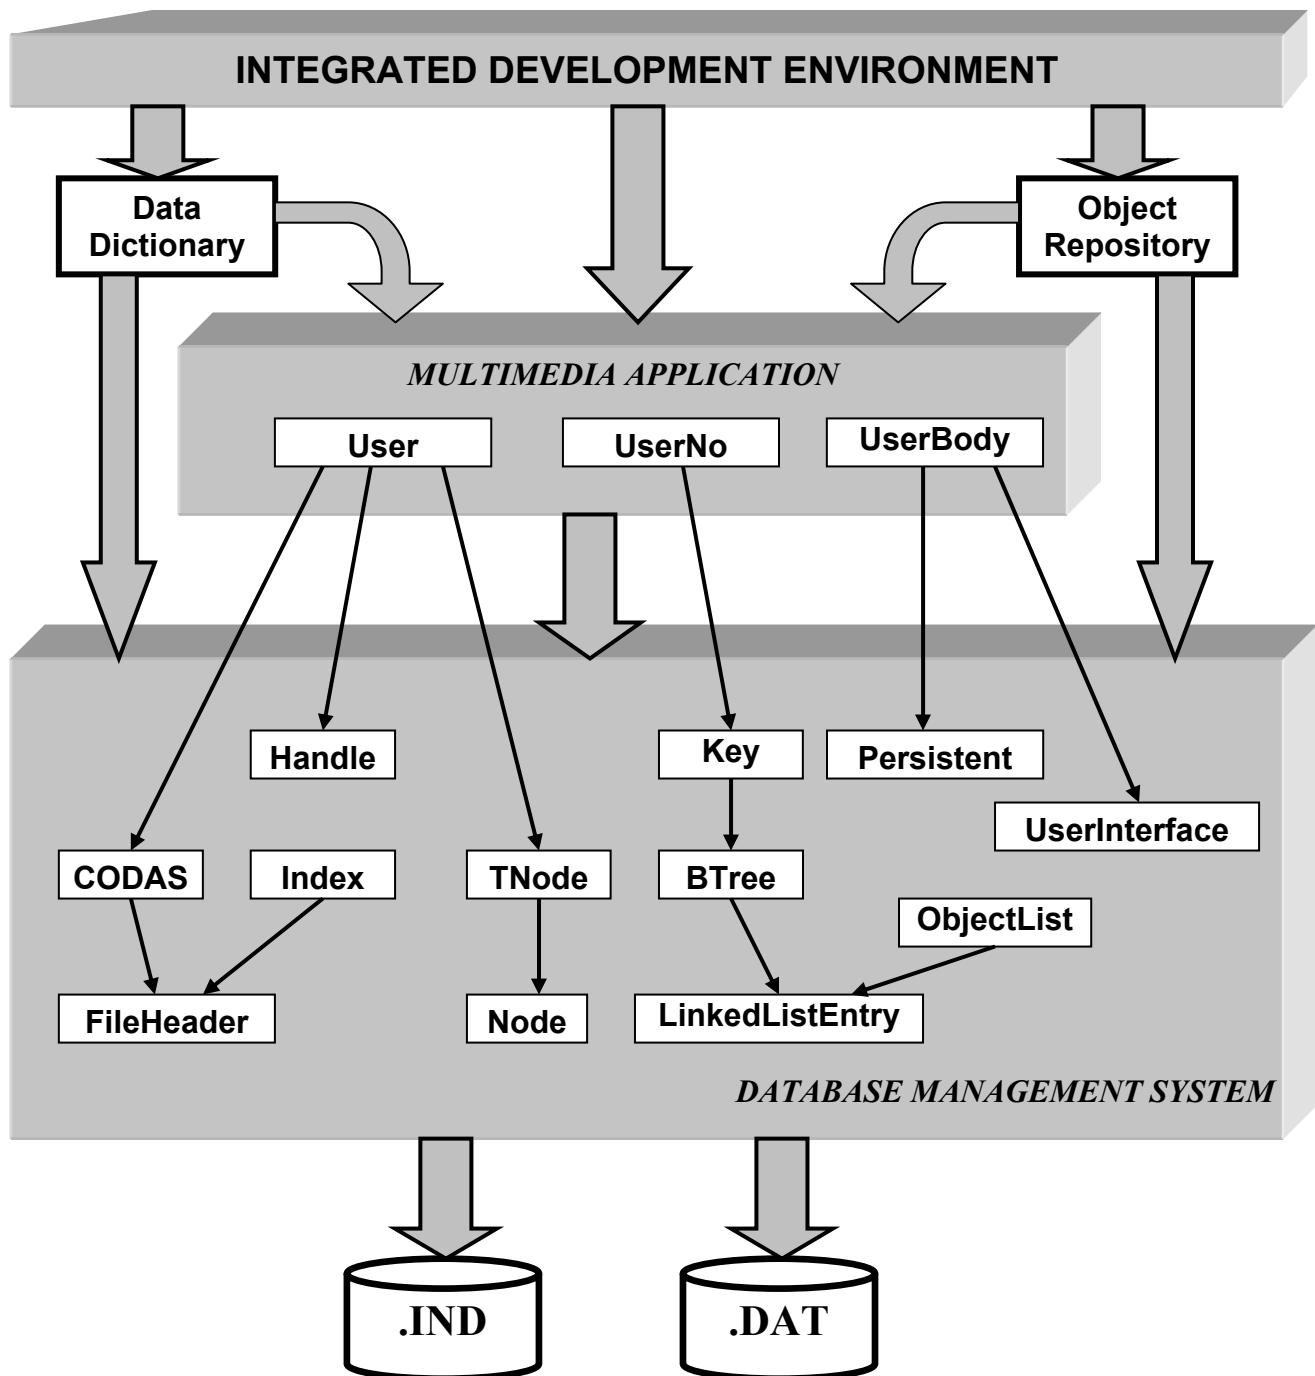 INTEGRATED DEVELOPMENT ENVIRONMENT
Data
Dictionary
Object
Repository
MULTIMEDIA APPLICATION
User
UserNo
UserBody
Handle
Key
Persistent
UserInterface
CODAS
Index
TNode
BTree
ObjectList
FileHeader
Node
LinkedListEntry
DATABASE MANAGEMENT SYSTEM
.IND
.DAT